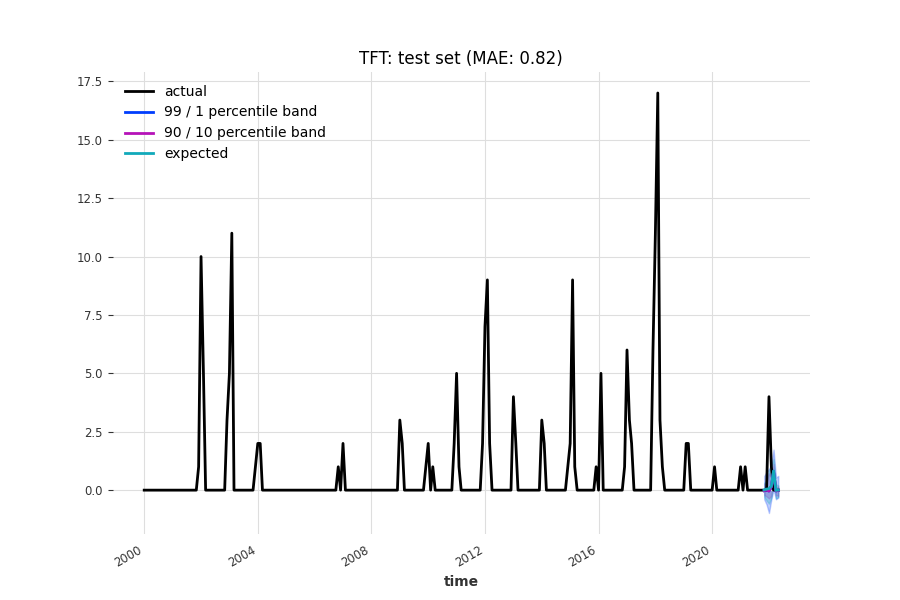 TFT: test set (MAE: 0.82)
actual
99 / 1 percentile band
90 / 10 percentile band
expected
17.5
15.0
12.5
10.0
7.5
5.0
2.5
0.0
2000
2004
2008
2012
2016
2020
time